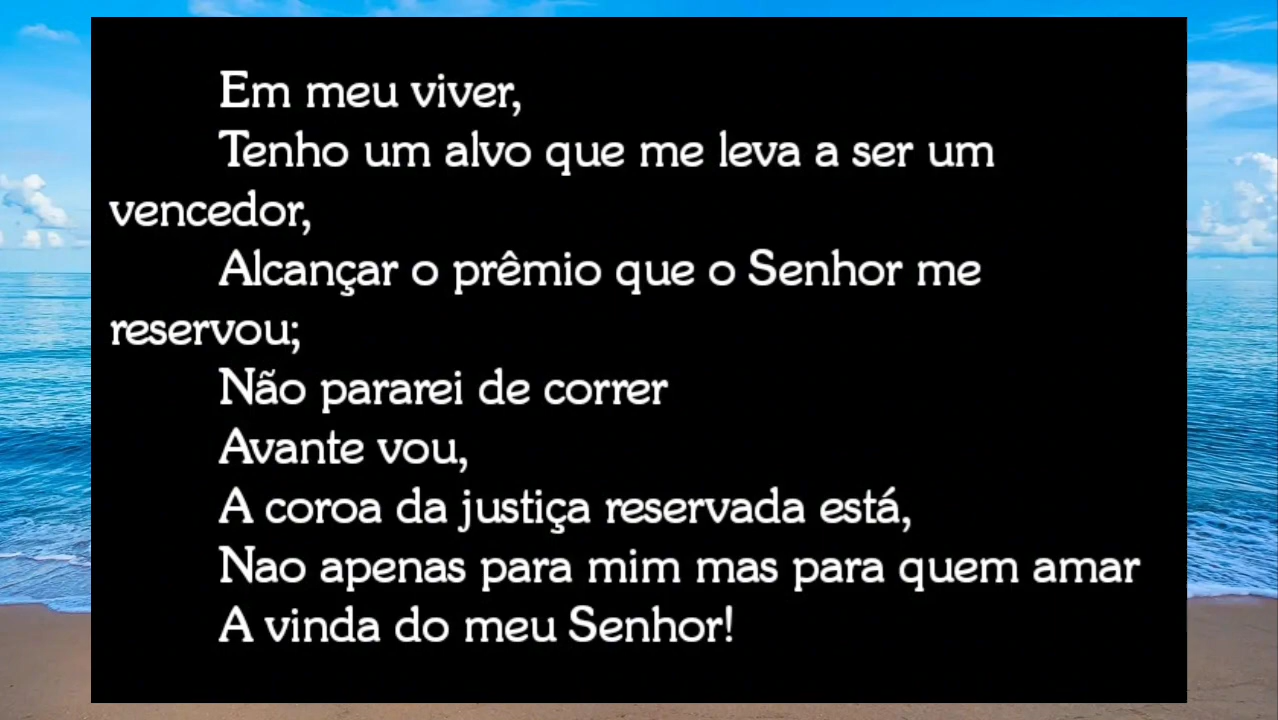 Em meu viver,
Tenho um alvo que me leva a ser um
vencedor,
Alcançar o prêmio que o Senhor me
reservou;
Não pararei de correr
Avante vou,
A coroa da justiça reservada está,
Nao apenas para mim mas para quem amar
A vinda do meu Senhor!